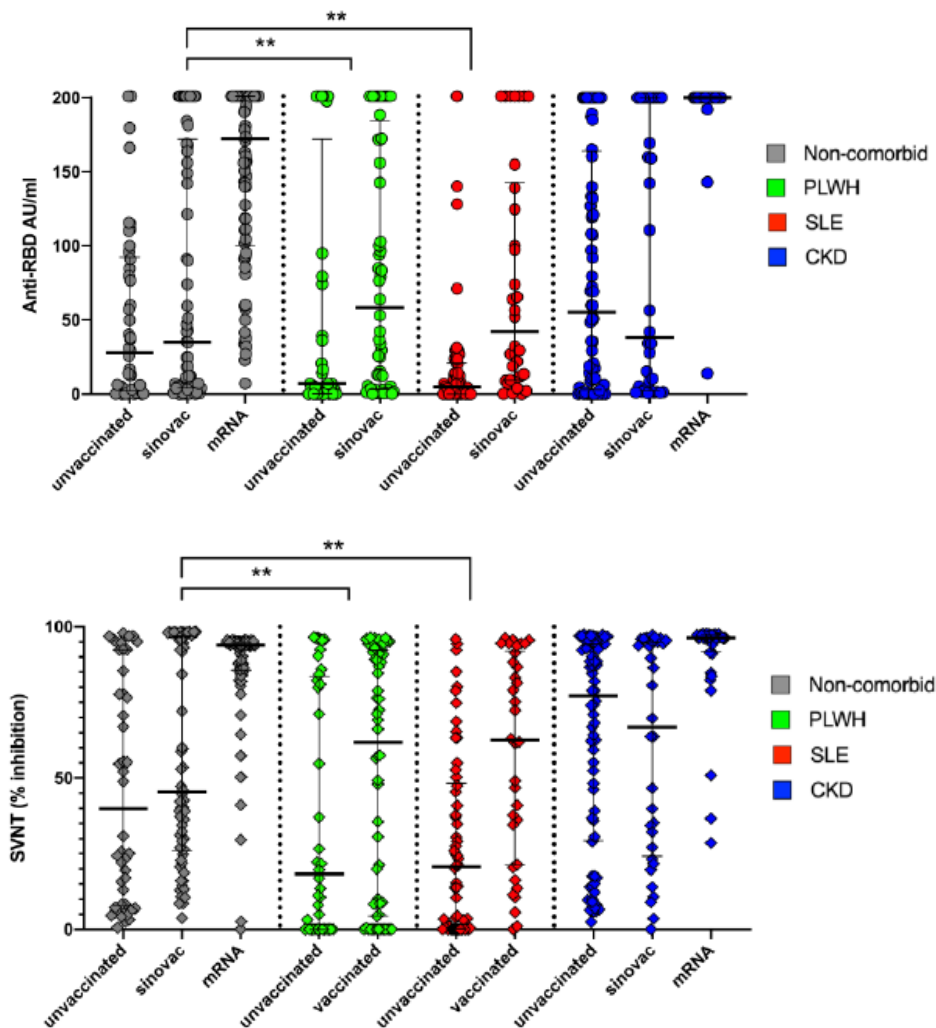 **
**
200
150
100
50
0
Anti-RBD AU/ml
unvaccinated
sinovac
mRNA
unvaccinated
sinovac
unvaccinated
sinovac
unvaccinated
sinovac
mRNA
Non-comorbid
PLWH
SLE
CKD
**
**
100
50
0
SVNT (% inhibition)
unvaccinated
sinovac
mRNA
unvaccinated
vaccinated
unvaccinated
vaccinated
unvaccinated
sinovac
mRNA
Non-comorbid
PLWH
SLE
CKD